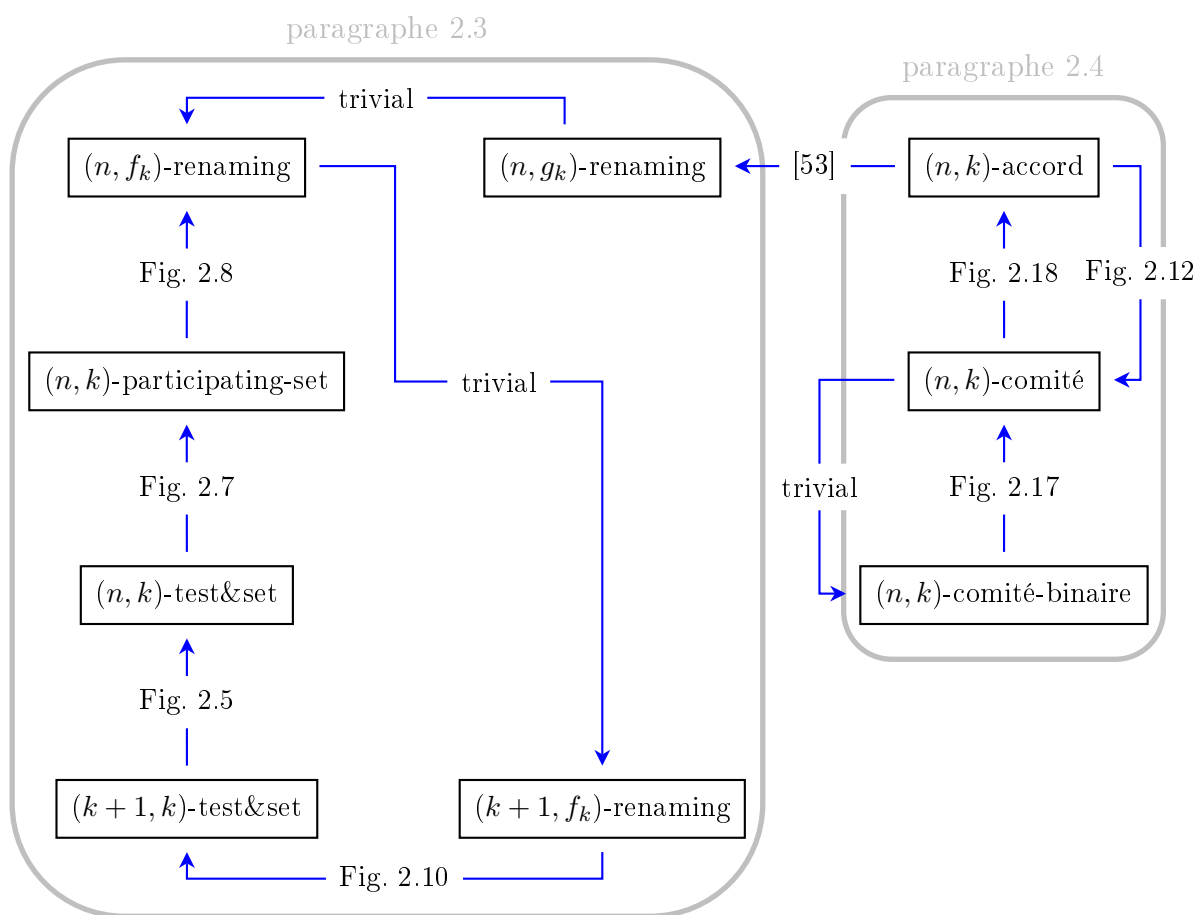 paragraphe 2.3
paragraphe 2.4
trivial
(n, f_k)-renaming
(n, g_k)-renaming
[53]
(n, k)-accord
Fig. 2.8
Fig. 2.18
Fig. 2.12
(n, k)-participating-set
trivial
(n, k)-comité
Fig. 2.7
trivial
Fig. 2.17
(n, k)-test&set
(n, k)-comité-binaire
Fig. 2.5
(k + 1, k)-test&set
(k + 1, f_k)-renaming
Fig. 2.10